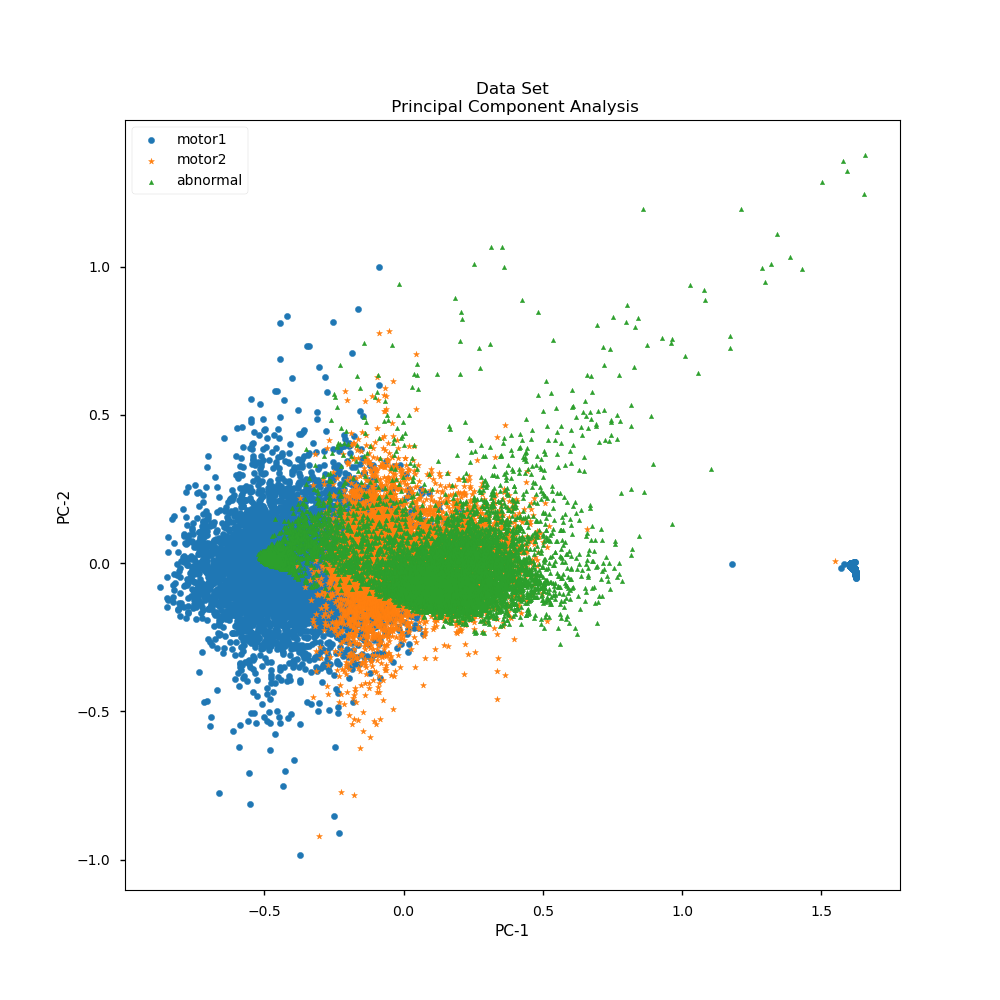 Data Set
Principal Component Analysis
motor1
motor2
abnormal
1.0
0.5
0.0
−0.5
−1.0
PC-2
−0.5
0.0
0.5
1.0
1.5
PC-1